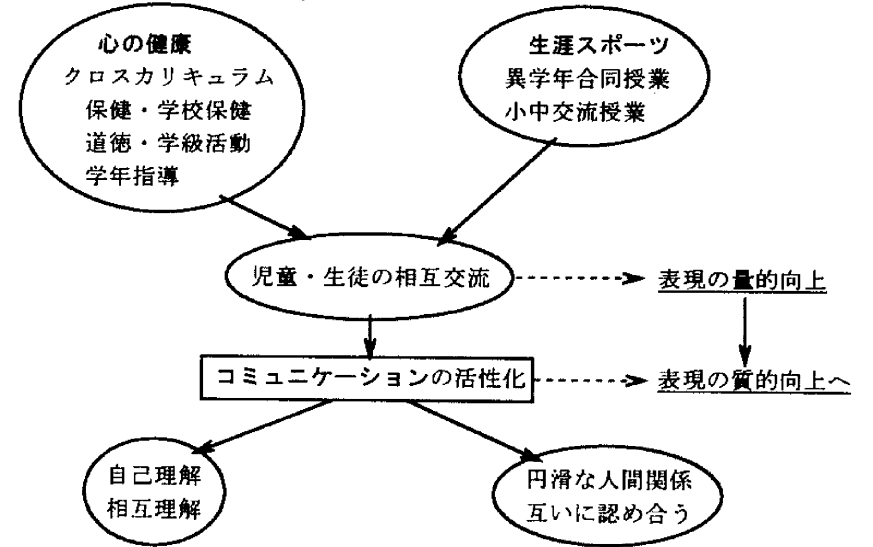 心の健康
クロスカリキュラム
保健・学校保健
道徳・学級活動
学年指導
生涯スポーツ
異学年合同授業
小中交流授業
児童・生徒の相互交流
表現の量的向上
コミュニケーションの活性化
表現の質的向上へ
自己理解
相互理解
円滑な人間関係
互いに認め合う